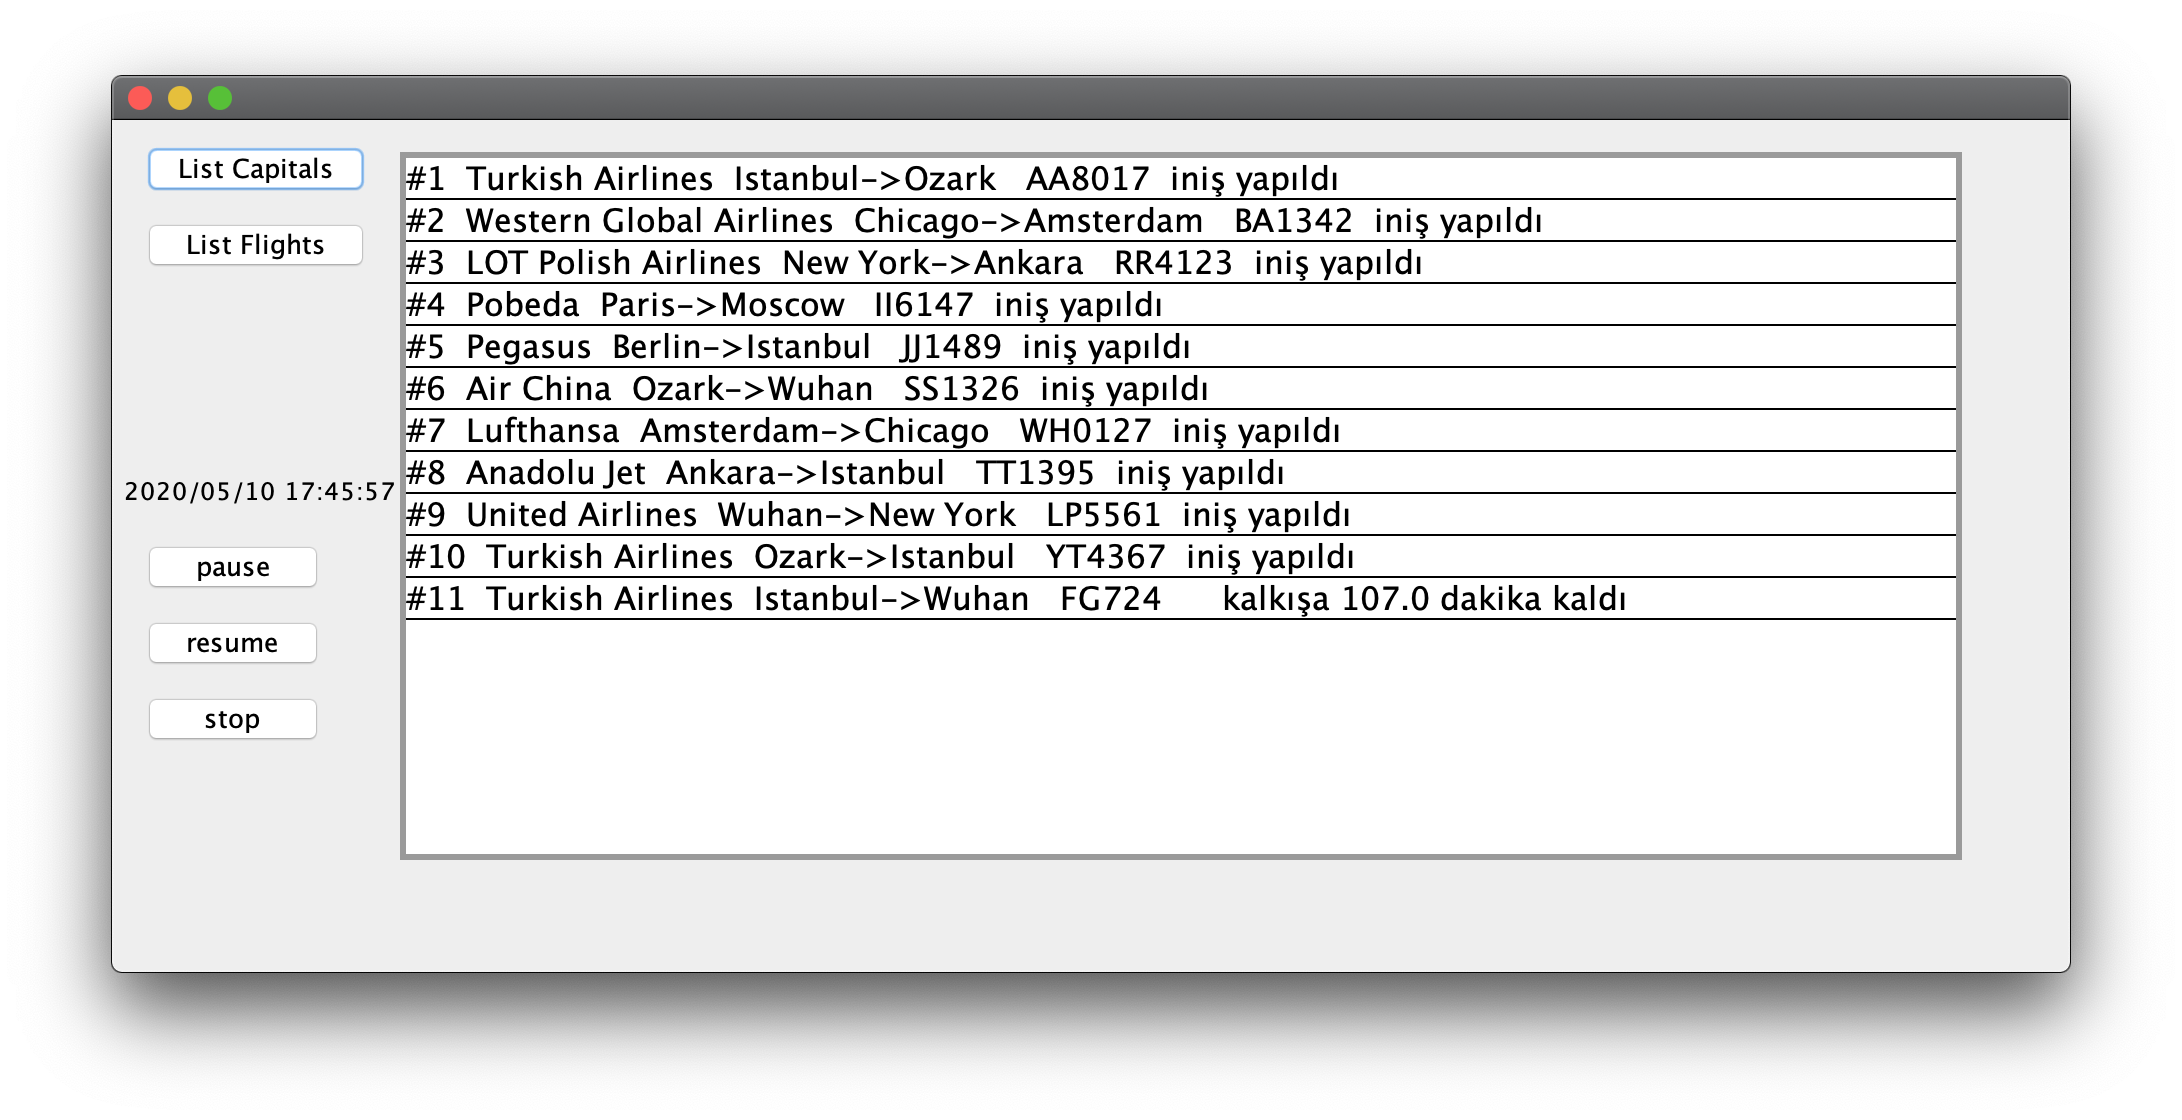 List Capitals
List Flights
2020/05/10 17:45:57
pause
resume
stop
#1 Turkish Airlines Istanbul->Ozark AA8017 iniş yapıldı
#2 Western Global Airlines Chicago->Amsterdam BA1342 iniş yapıldı
#3 LOT Polish Airlines New York->Ankara RR4123 iniş yapıldı
#4 Pobeda Paris->Moscow II6147 iniş yapıldı
#5 Pegasus Berlin->Istanbul JJ1489 iniş yapıldı
#6 Air China Ozark->Wuhan SS1326 iniş yapıldı
#7 Lufthansa Amsterdam->Chicago WH0127 iniş yapıldı
#8 Anadolu Jet Ankara->Istanbul TT1395 iniş yapıldı
#9 United Airlines Wuhan->New York LP5561 iniş yapıldı
#10 Turkish Airlines Ozark->Istanbul YT4367 iniş yapıldı
#11 Turkish Airlines Istanbul->Wuhan FG724 kalkışa 107.0 dakika kaldı